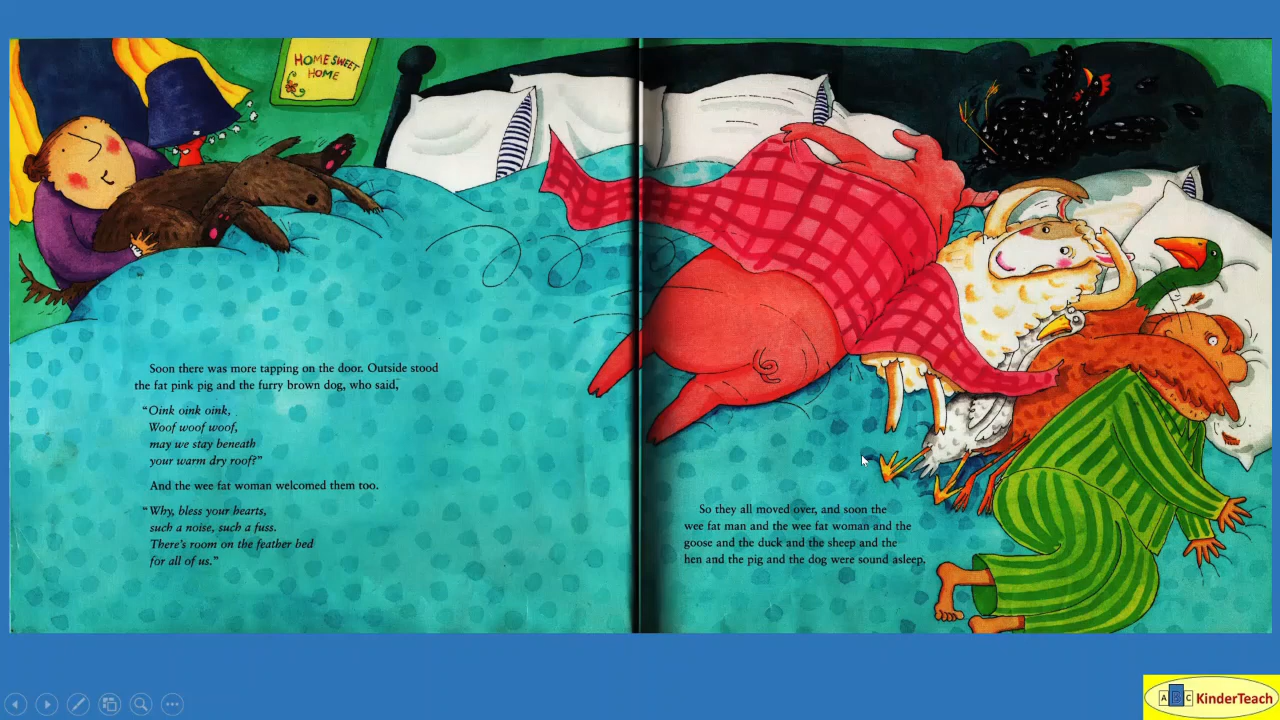 HOME SWEET
HOME
Soon there was more tapping on the door. Outside stood
the fat pink pig and the furry brown dog, who said,
“Oink oink oink,
Woof woof woof,
may we stay beneath
your warm dry roof?”
And the wee fat woman welcomed them too.
“Why, bless your hearts,
such a noise, such a fuss.
There's room on the feather bed
for all of us.”
So they all moved over, and soon the
wee fat man and the wee fat woman and the
goose and the duck and the sheep and the
hen and the pig and the dog were sound asleep.
ABC KinderTeach